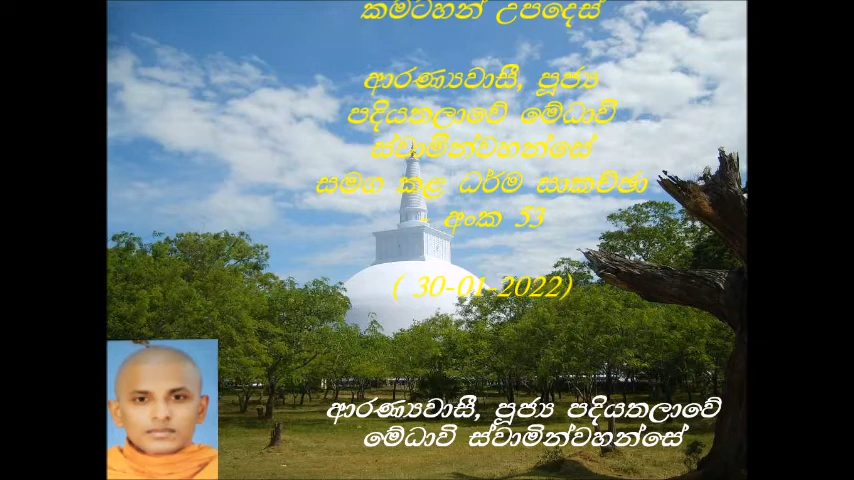 කමටහන් උපදෙස්
ආරණ්‍යවාසී, පූජ්‍ය
පදියතලාවේ මේධාවි
ස්වාමින්වහන්සේ
සමග කළ ධර්ම සාකච්ඡා
- අංක 53
( 30-01-2022)
ආරණ්‍යවාසී, පූජ්‍ය පදියතලාවේ
මේධාවි ස්වාමින්වහන්සේ